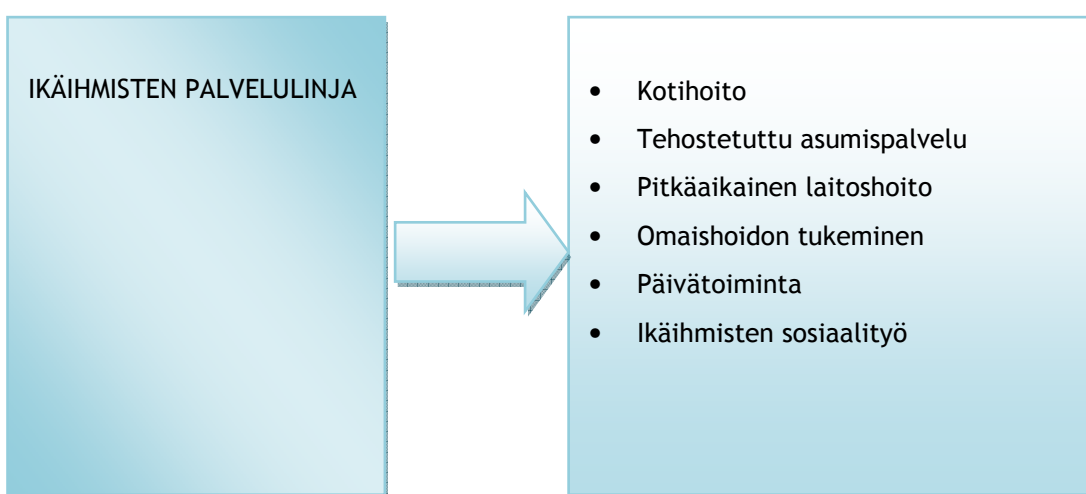 IKÄIHMISTEN PALVELULINJA
• Kotihoito
• Tehostetuttu asumispalvelu
• Pitkäaikainen laitoshoito
• Omaishoidon tukeminen
• Päivätoiminta
• Ikäihmisten sosiaalityö